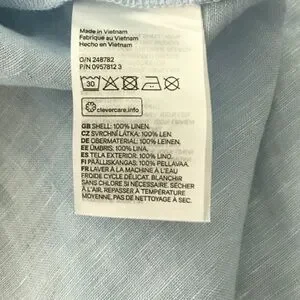 Made in Vietnam
Fabriqué au Vietnam
Hecho en Vietnam
O/N 248782
P/N 0957812 3
30
clevercare.info
GB SHELL: 100% LINEN.
CZ SVRCHNÍ LÁTKA: 100% LEN.
DE OBERMATERIAL: 100% LEINEN.
EE ÜMBRIS: 100% LINA.
ES TELA EXTERIOR: 100% LINO.
FI PÄÄLLISKANGAS: 100% PELLAVAA.
FR LAVER À LA MACHINE À L'EAU
FROIDE CYCLE DÉLICAT. BLANCHIR
SANS CHLORE SI NÉCESSAIRE. SÉCHER
À L'AIR, REPASSER À TEMPÉRATURE
MOYENNE, PAS DE NETTOYAGE À SEC.